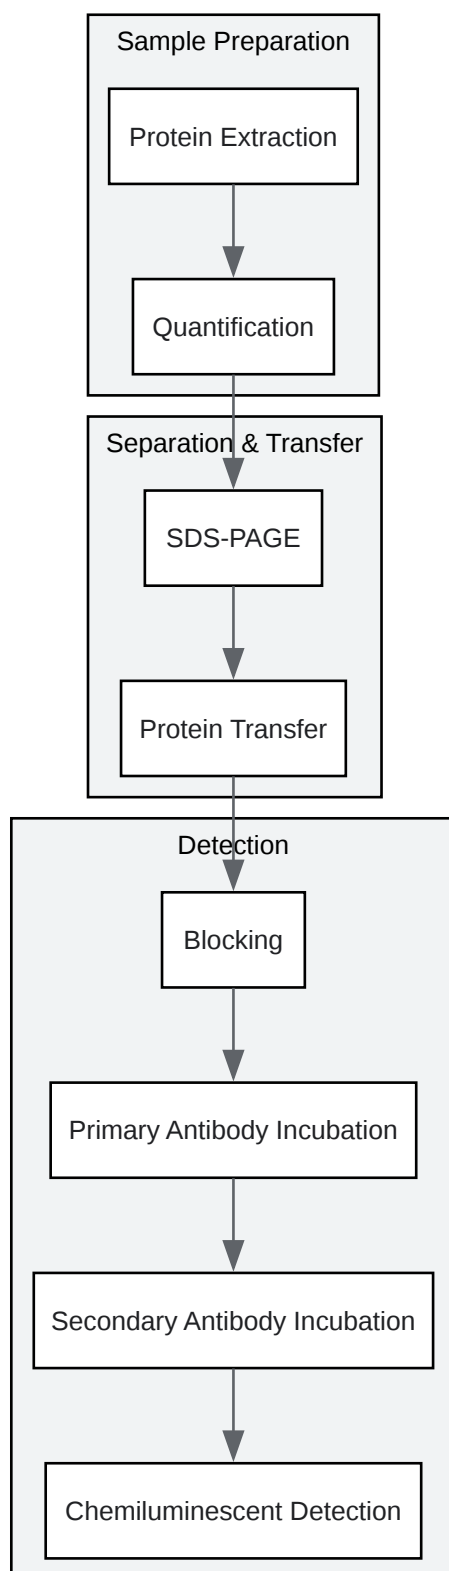 Sample Preparation
Protein Extraction
Quantification
Separation & Transfer
SDS-PAGE
Protein Transfer
Detection
Blocking
Primary Antibody Incubation
Secondary Antibody Incubation
Chemiluminescent Detection